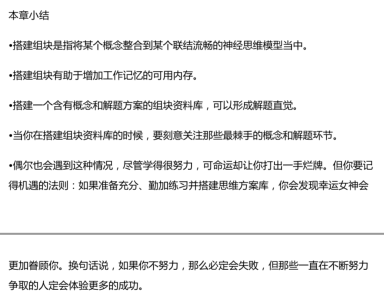 本章小结
•搭建组块是指将某个概念整合到某个联结流畅的神经思维模型当中。
•搭建组块有助于增加工作记忆的可用内存。
•搭建一个含有概念和解题方案的组块资料库，可以形成解题直觉。
•当你在搭建组块资料库的时候，要刻意关注那些最棘手的概念和解题环节。
•偶尔也会遇到这种情况，尽管学得很努力，可命运却让你打出一手烂牌。但你要记
得机遇的法则：如果准备充分、勤加练习并搭建思维方案库，你会发现幸运女神会
更加眷顾你。换句话说，如果你不努力，那么必定会失败，但那些一直在不断努力
争取的人定会体验更多的成功。